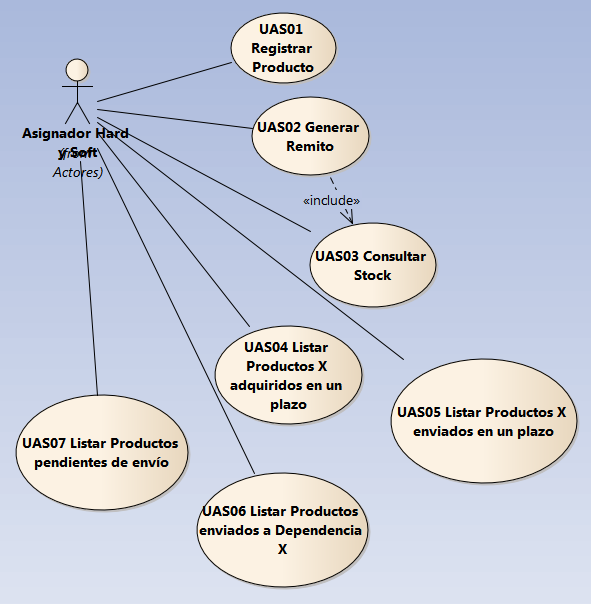 UAS01
Registrar
Producto
UAS02 Generar
Remito
Asignador Hard
y Soft
(from
Actores)
«include»
UAS03 Consultar
Stock
UAS04 Listar
Productos X
adquiridos en un
plazo
UAS05 Listar Productos X
enviados en un plazo
UAS07 Listar Productos
pendientes de envío
UAS06 Listar Productos
enviados a Dependencia
X